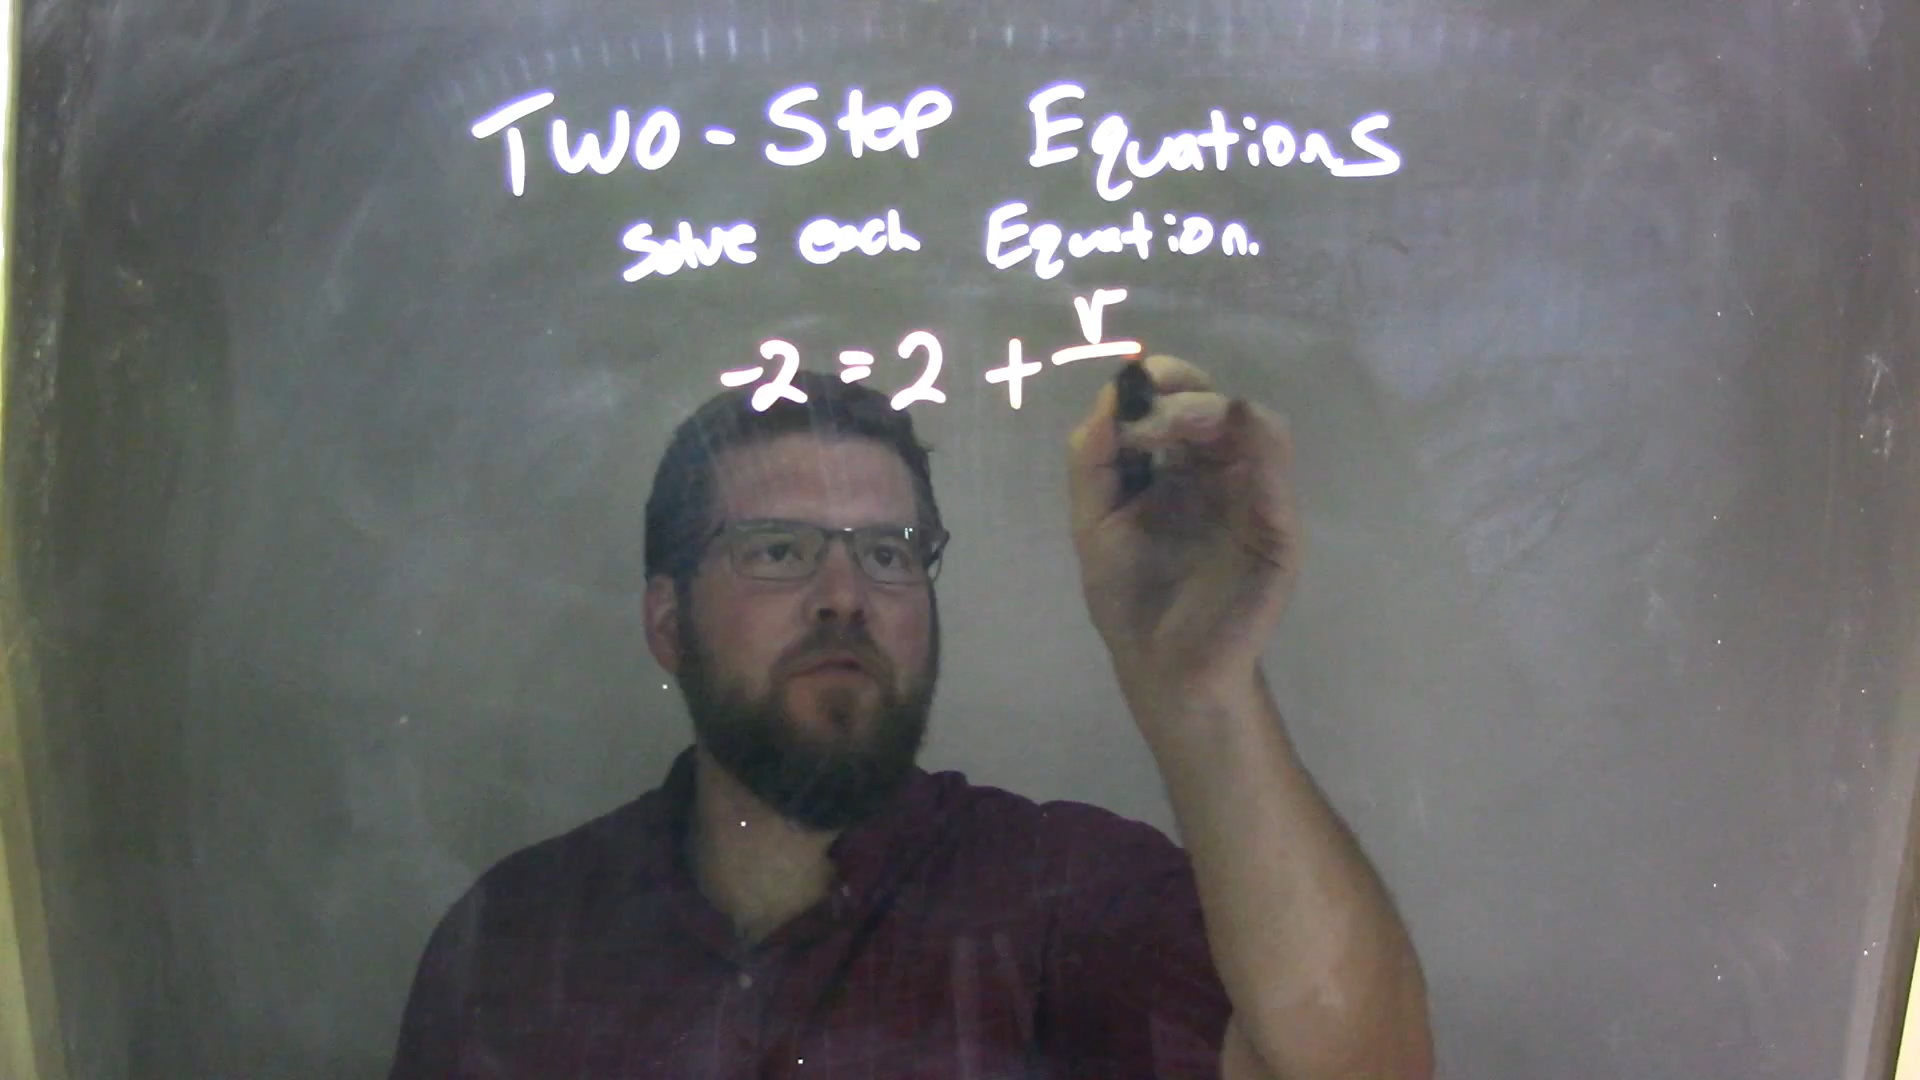 Two-Step Equations
Solve each Equation.
-2 = 2 + v/